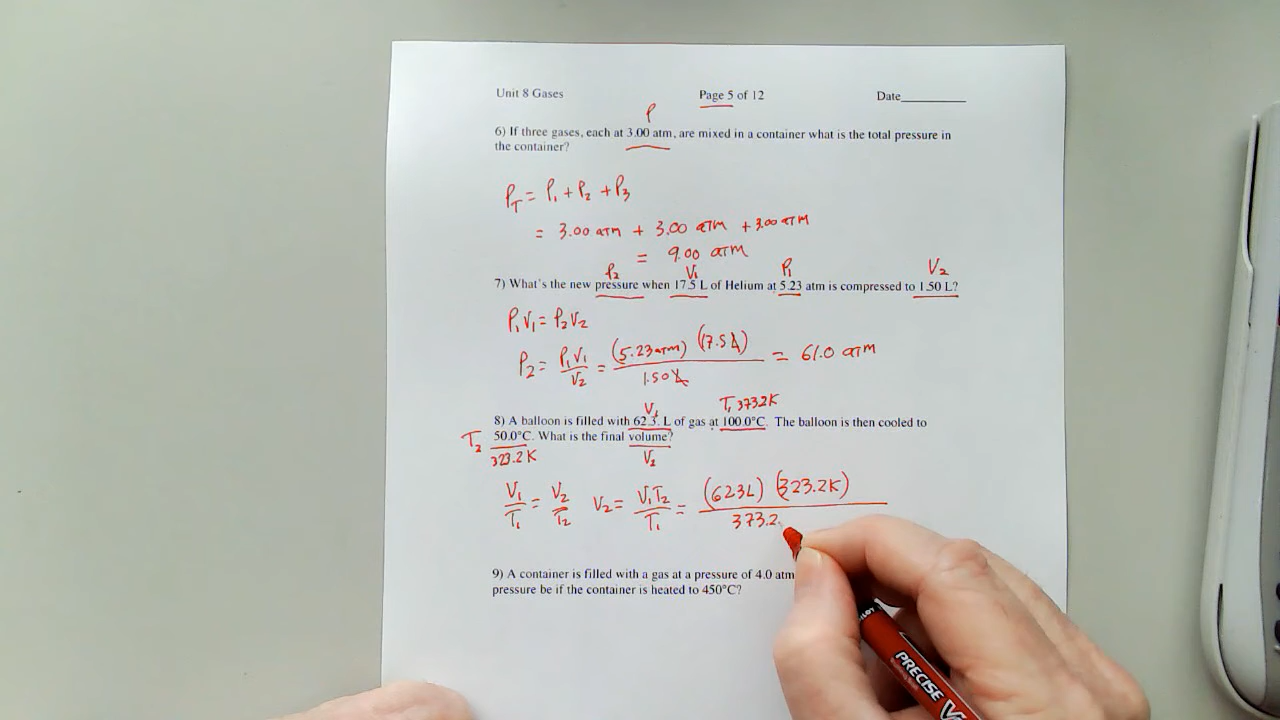 Unit 8 Gases Page 5 of 12 Date________
P
6) If three gases, each at 3.00 atm, are mixed in a container what is the total pressure in
the container?
P_T = P₁ + P₂ + P₃
= 3.00 atm + 3.00 atm + 3.00 atm
= 9.00 atm
P₂ V₁ P₁ V₂
7) What's the new pressure when 17.5 L of Helium at 5.23 atm is compressed to 1.50 L?
P₁V₁ = P₂V₂
P₂ = P₁V₁/V₂ = (5.23 atm) (17.5 L)/1.50 L = 61.0 atm
V₁ T₁ 373.2K
8) A balloon is filled with 62.3. L of gas at 100.0°C. The balloon is then cooled to
T₂ 50.0°C. What is the final volume?
323.2 K V₂
V₁/T₁ = V₂/T₂ V₂ = V₁T₂/T₁ = (623L) (323.2K)/373.2
9) A container is filled with a gas at a pressure of 4.0 atm
pressure be if the container is heated to 450°C?
PILOT
PRECISE V